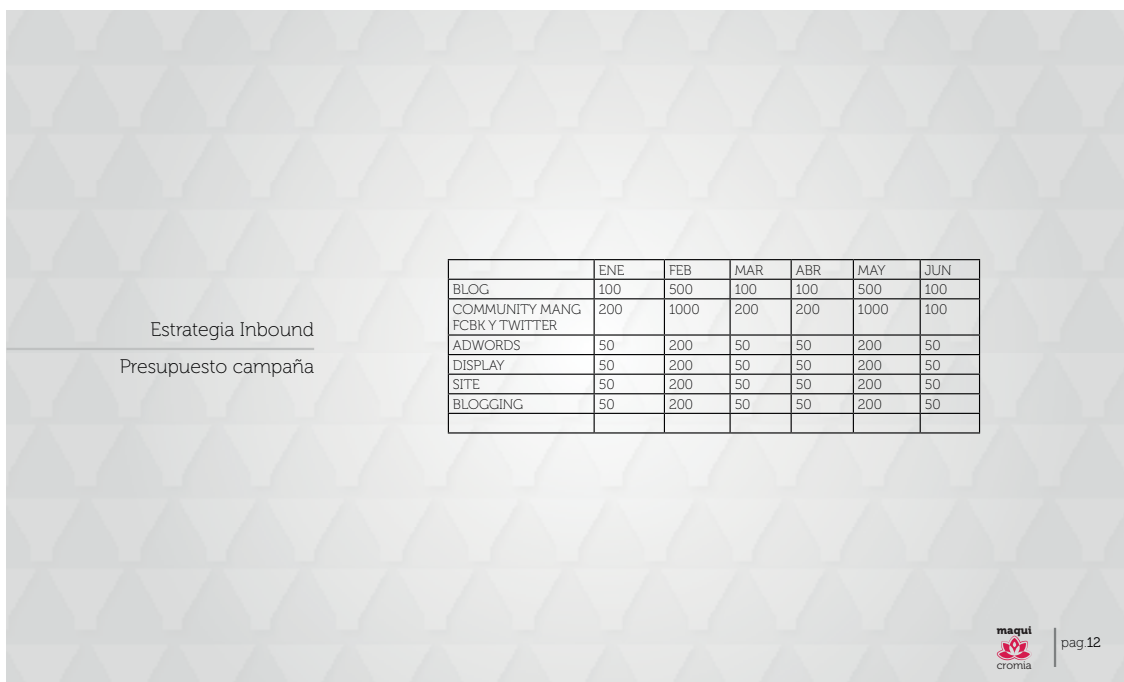 Estrategia Inbound
Presupuesto campaña
ENE FEB MAR ABR MAY JUN
BLOG 100 500 100 100 500 100
COMMUNITY MANG 200 1000 200 200 1000 100
FCBK Y TWITTER
ADWORDS 50 200 50 50 200 50
DISPLAY 50 200 50 50 200 50
SITE 50 200 50 50 200 50
BLOGGING 50 200 50 50 200 50
maqui
cromia
pag.12